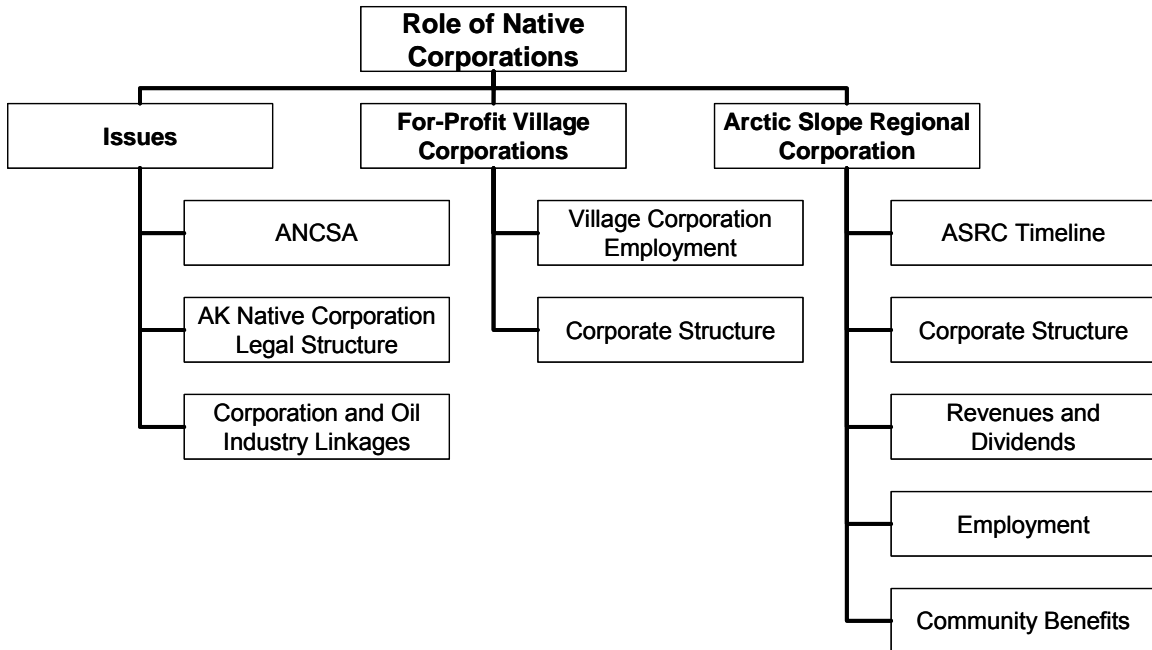 Role of Native
Corporations
Issues
For-Profit Village
Corporations
Arctic Slope Regional
Corporation
ANCSA
AK Native Corporation
Legal Structure
Corporation and Oil
Industry Linkages
Village Corporation
Employment
Corporate Structure
ASRC Timeline
Corporate Structure
Revenues and
Dividends
Employment
Community Benefits